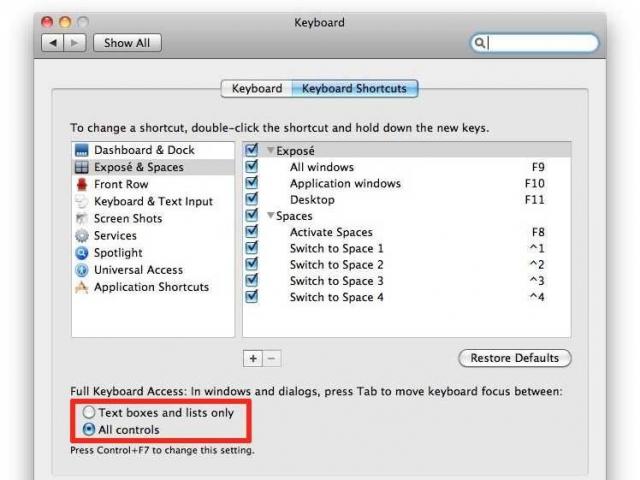 Keyboard
Show All
Keyboard Keyboard Shortcuts
To change a shortcut, double-click the shortcut and hold down the new keys.
Dashboard & Dock
Exposé & Spaces
Front Row
Keyboard & Text Input
Screen Shots
Services
Spotlight
Universal Access
Application Shortcuts
Exposé
All windows F9
Application windows F10
Desktop F11
Spaces
Activate Spaces F8
Switch to Space 1 ^1
Switch to Space 2 ^2
Switch to Space 3 ^3
Switch to Space 4 ^4
+ −
Restore Defaults
Full Keyboard Access: In windows and dialogs, press Tab to move keyboard focus between:
Text boxes and lists only
All controls
Press Control+F7 to change this setting.